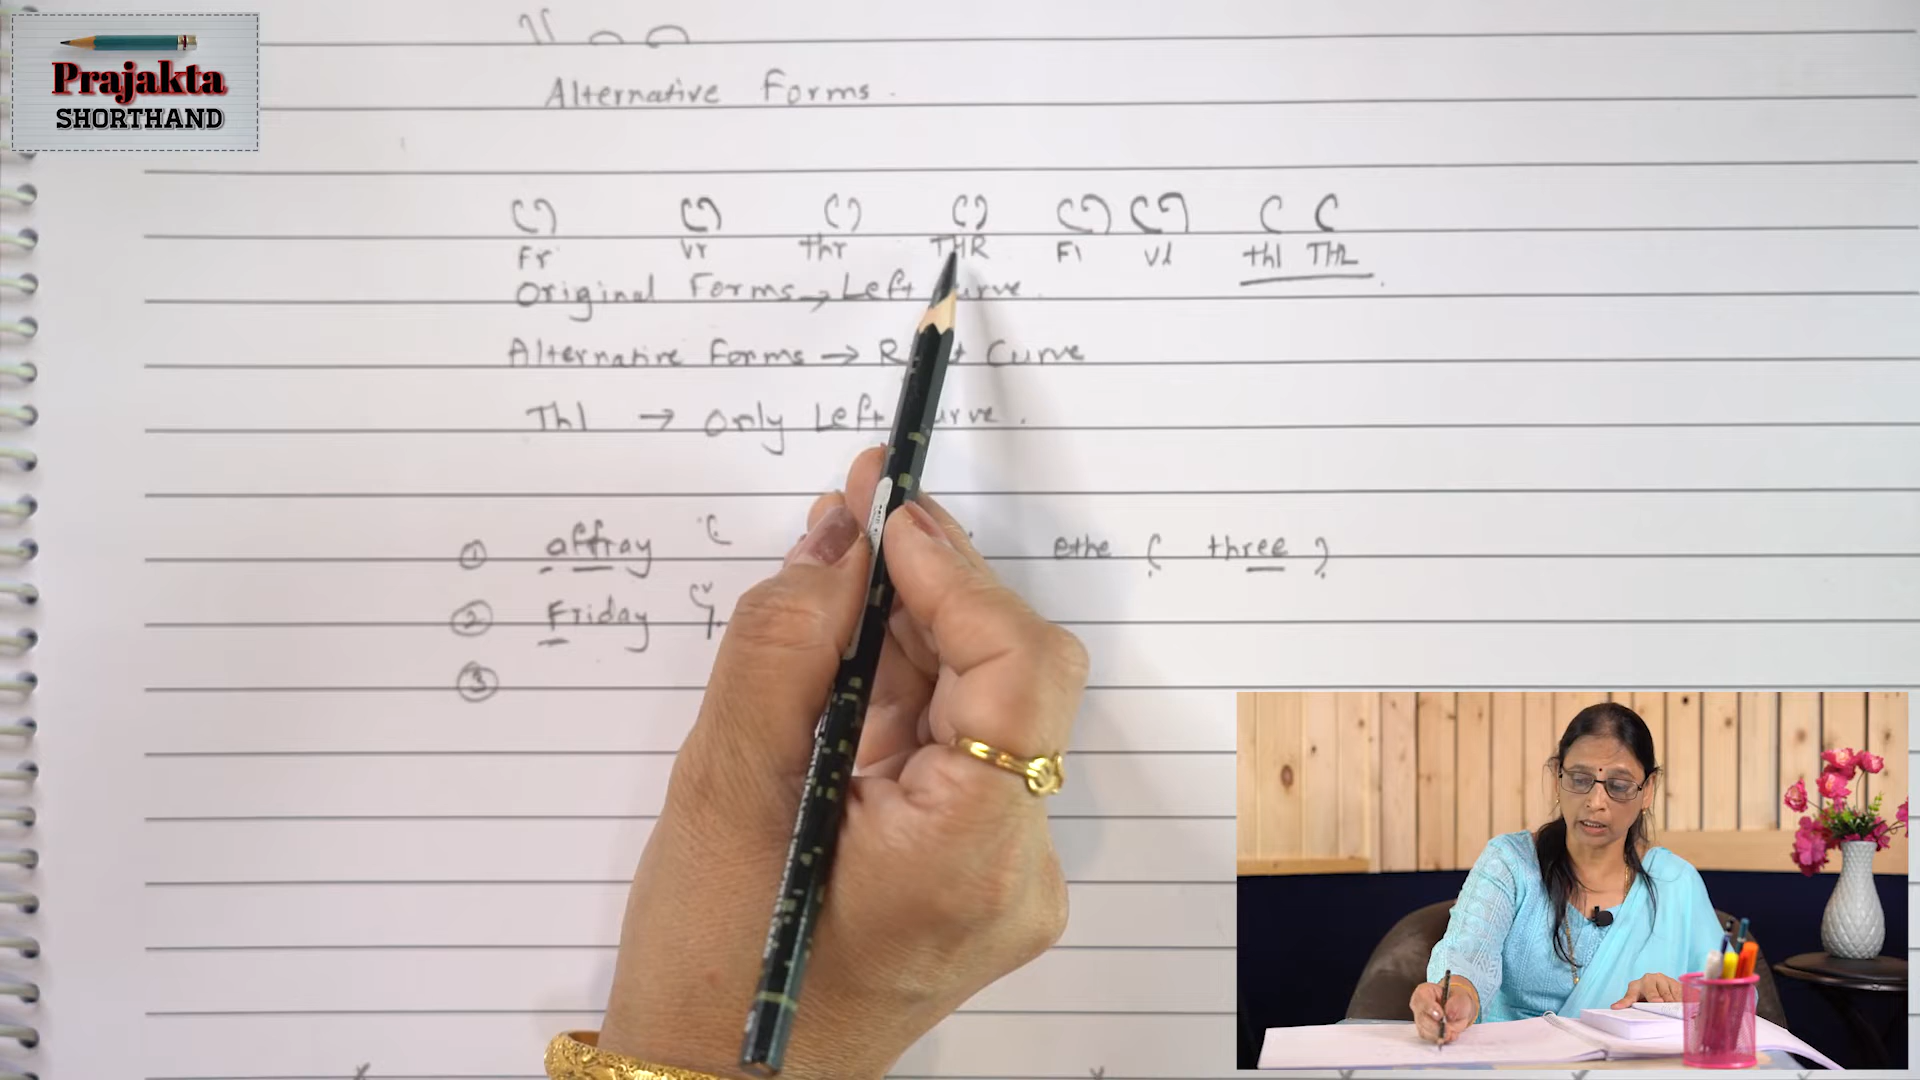 Prajakta
SHORTHAND
Alternative Forms.
Fr Vr thr THR Fl Vl thl THL
Original Forms → Left
Alternative Forms → Curve
Thl → Only Left
① affray ethe three
② Friday
③